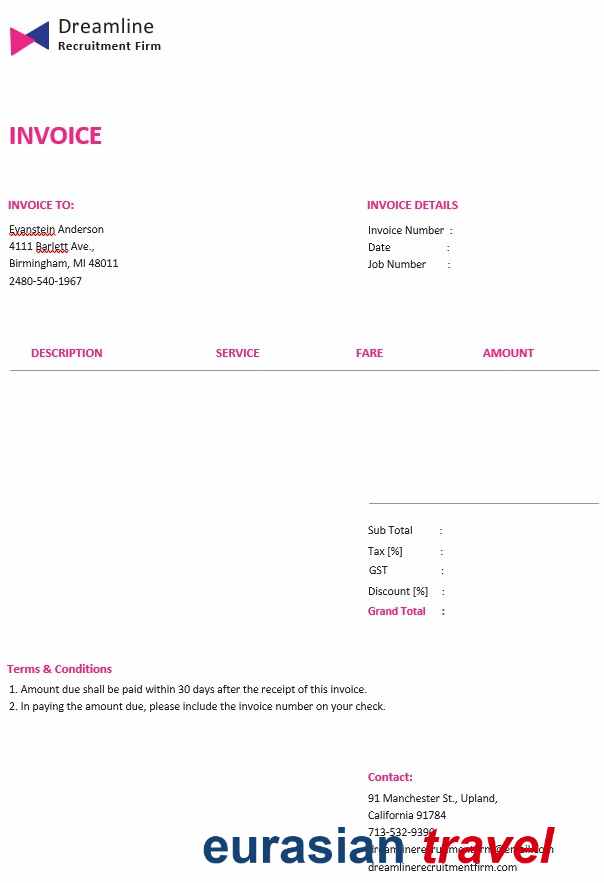 Dreamline
Recruitment Firm
INVOICE
INVOICE TO:
Evanstein Anderson
4111 Barlett Ave.,
Birmingham, MI 48011
2480-540-1967
INVOICE DETAILS
Invoice Number :
Date :
Job Number :
DESCRIPTION SERVICE FARE AMOUNT
Sub Total :
Tax [%] :
GST :
Discount [%] :
Grand Total :
Terms & Conditions
1. Amount due shall be paid within 30 days after the receipt of this invoice.
2. In paying the amount due, please include the invoice number on your check.
Contact:
91 Manchester St., Upland,
California 91784
713-532-9390
eurasian travel
dreamlinerecruitmentfirm@email.com
dreamlinerecruitmentfirm.com